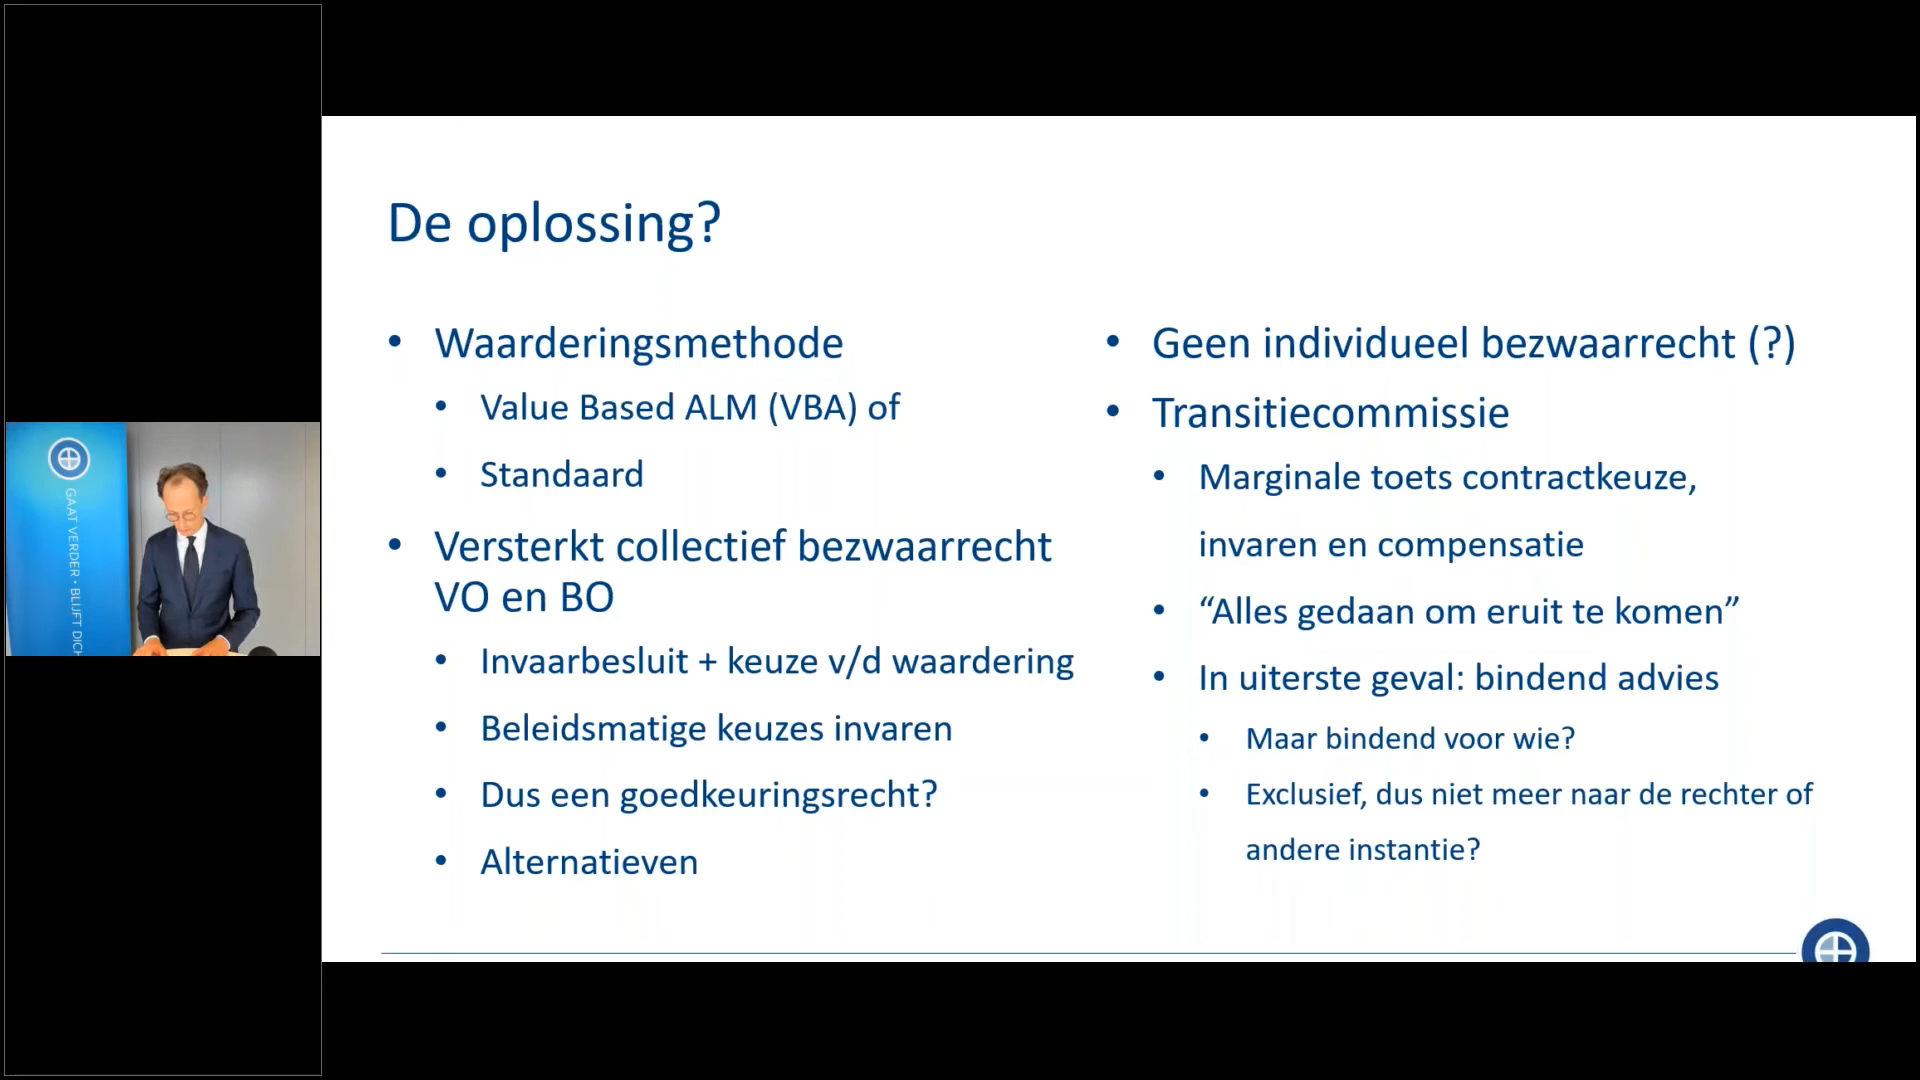 De oplossing?
Waarderingsmethode
Value Based ALM (VBA) of
Standaard
Versterkt collectief bezwaarrecht
VO en BO
Invaarbesluit + keuze v/d waardering
Beleidsmatige keuzes invaren
Dus een goedkeuringsrecht?
Alternatieven
Geen individueel bezwaarrecht (?)
Transitiecommissie
Marginale toets contractkeuze,
invaren en compensatie
“Alles gedaan om eruit te komen”
In uiterste geval: bindend advies
Maar bindend voor wie?
Exclusief, dus niet meer naar de rechter of
andere instantie?
GAAT VERDER • BLIJFT DICH